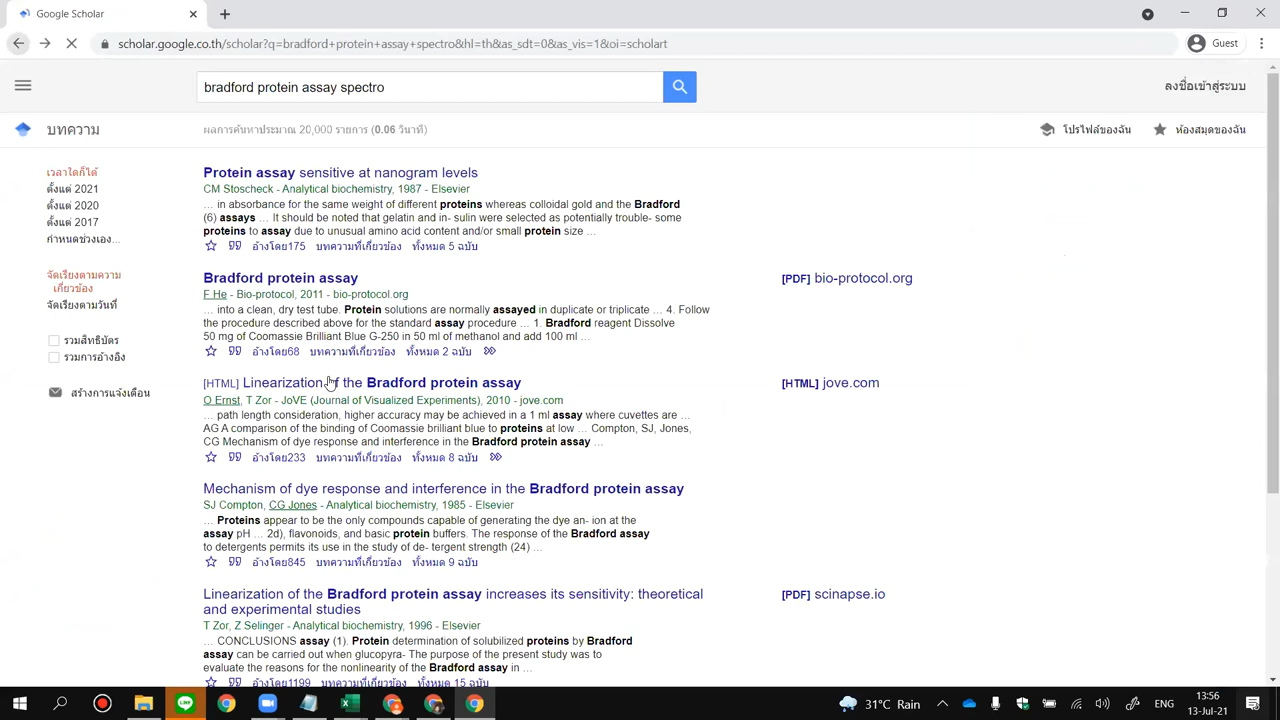 Google Scholar
scholar.google.co.th/scholar?q=bradford+protein+assay+spectro&hl=th&as_sdt=0&as_vis=1&oi=scholart
Guest
bradford protein assay spectro
ลงชื่อเข้าสู่ระบบ
บทความ
ผลการค้นหาประมาณ 20,000 รายการ (0.06 วินาที)
โปรไฟล์ของฉัน
ห้องสมุดของฉัน
เวลาใดก็ได้
ตั้งแต่ 2021
ตั้งแต่ 2020
ตั้งแต่ 2017
กำหนดช่วงเอง...
จัดเรียงตามความ
เกี่ยวข้อง
จัดเรียงตามวันที่
รวมสิทธิบัตร
รวมการอ้างอิง
สร้างการแจ้งเตือน
Protein assay sensitive at nanogram levels
CM Stoscheck - Analytical biochemistry, 1987 - Elsevier
... in absorbance for the same weight of different proteins whereas colloidal gold and the Bradford
(6) assays ... It should be noted that gelatin and in- sulin were selected as potentially trouble- some
proteins to assay due to unusual amino acid content and/or small protein size ...
อ้างโดย175 บทความที่เกี่ยวข้อง ทั้งหมด 5 ฉบับ
Bradford protein assay
[PDF] bio-protocol.org
F He - Bio-protocol, 2011 - bio-protocol.org
... into a clean, dry test tube. Protein solutions are normally assayed in duplicate or triplicate ... 4. Follow
the procedure described above for the standard assay procedure ... 1. Bradford reagent Dissolve
50 mg of Coomassie Brilliant Blue G-250 in 50 ml of methanol and add 100 ml ...
อ้างโดย68 บทความที่เกี่ยวข้อง ทั้งหมด 2 ฉบับ
[HTML] Linearization of the Bradford protein assay
[HTML] jove.com
O Ernst, T Zor - JoVE (Journal of Visualized Experiments), 2010 - jove.com
... path length consideration, higher accuracy may be achieved in a 1 ml assay where cuvettes are ...
AG A comparison of the binding of Coomassie brilliant blue to proteins at low ... Compton, SJ, Jones,
CG Mechanism of dye response and interference in the Bradford protein assay ...
อ้างโดย233 บทความที่เกี่ยวข้อง ทั้งหมด 8 ฉบับ
Mechanism of dye response and interference in the Bradford protein assay
SJ Compton, CG Jones - Analytical biochemistry, 1985 - Elsevier
... Proteins appear to be the only compounds capable of generating the dye an- ion at the
assay pH ... 2d), flavonoids, and basic protein buffers. The response of the Bradford assay
to detergents permits its use in the study of de- tergent strength (24) ...
อ้างโดย845 บทความที่เกี่ยวข้อง ทั้งหมด 9 ฉบับ
Linearization of the Bradford protein assay increases its sensitivity: theoretical
and experimental studies
[PDF] scinapse.io
T Zor, Z Selinger - Analytical biochemistry, 1996 - Elsevier
... CONCLUSIONS assay (1). Protein determination of solubilized proteins by Bradford
assay can be carried out when glucopyra- The purpose of the present study was to
evaluate the reasons for the nonlinearity of the Bradford assay in ...
อ้างโดย1199 บทความที่เกี่ยวข้อง ทั้งหมด 15 ฉบับ
31°C Rain
ENG
13:56
13-Jul-21